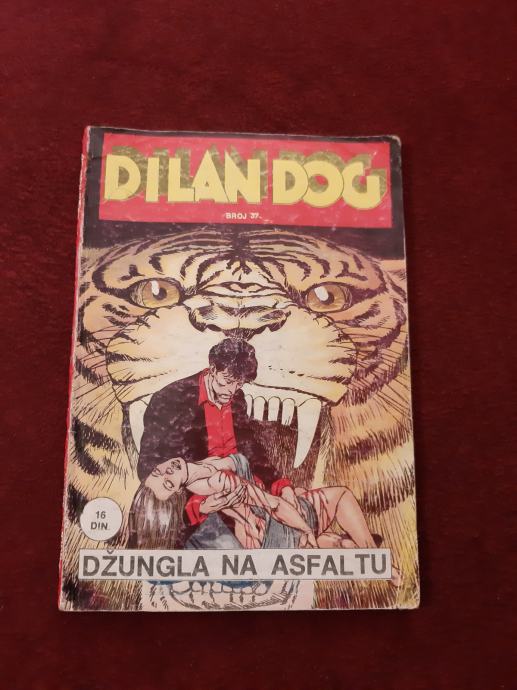 DILAN DOG
BROJ 37.
16
DIN.
DŽUNGLA NA ASFALTU